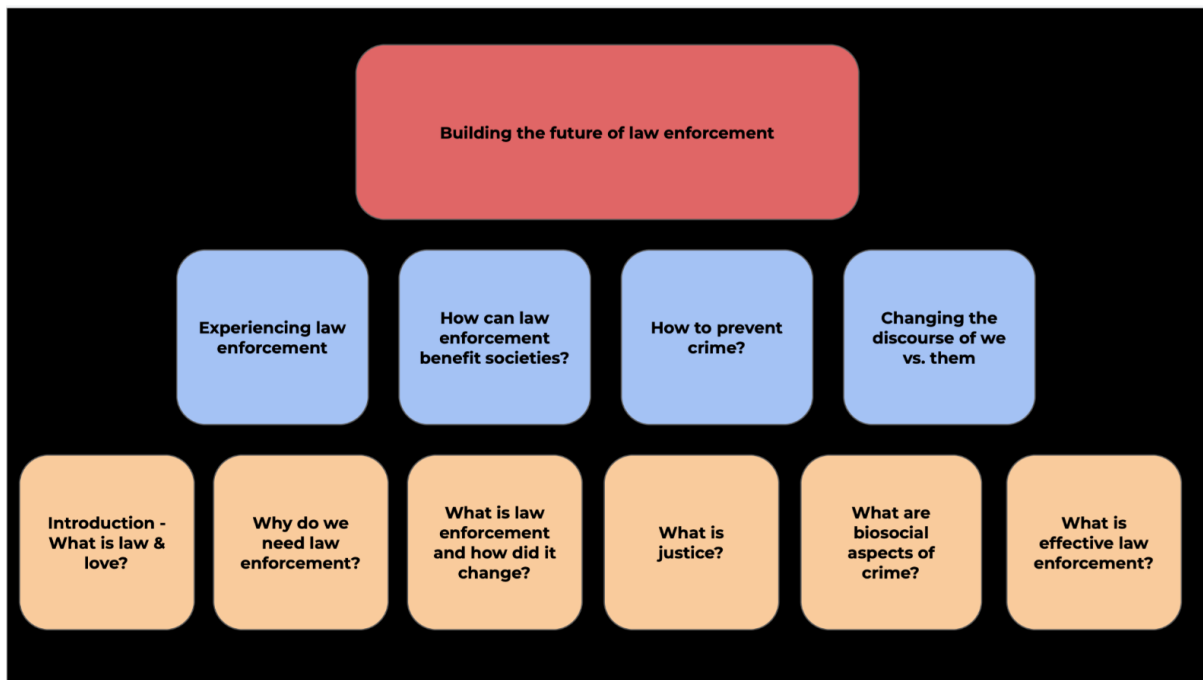 Building the future of law enforcement
Experiencing law
enforcement
How can law
enforcement
benefit societies?
How to prevent
crime?
Changing the
discourse of we
vs. them
Introduction -
What is law &
love?
Why do we
need law
enforcement?
What is law
enforcement
and how did it
change?
What is
justice?
What are
biosocial
aspects of
crime?
What is
effective law
enforcement?